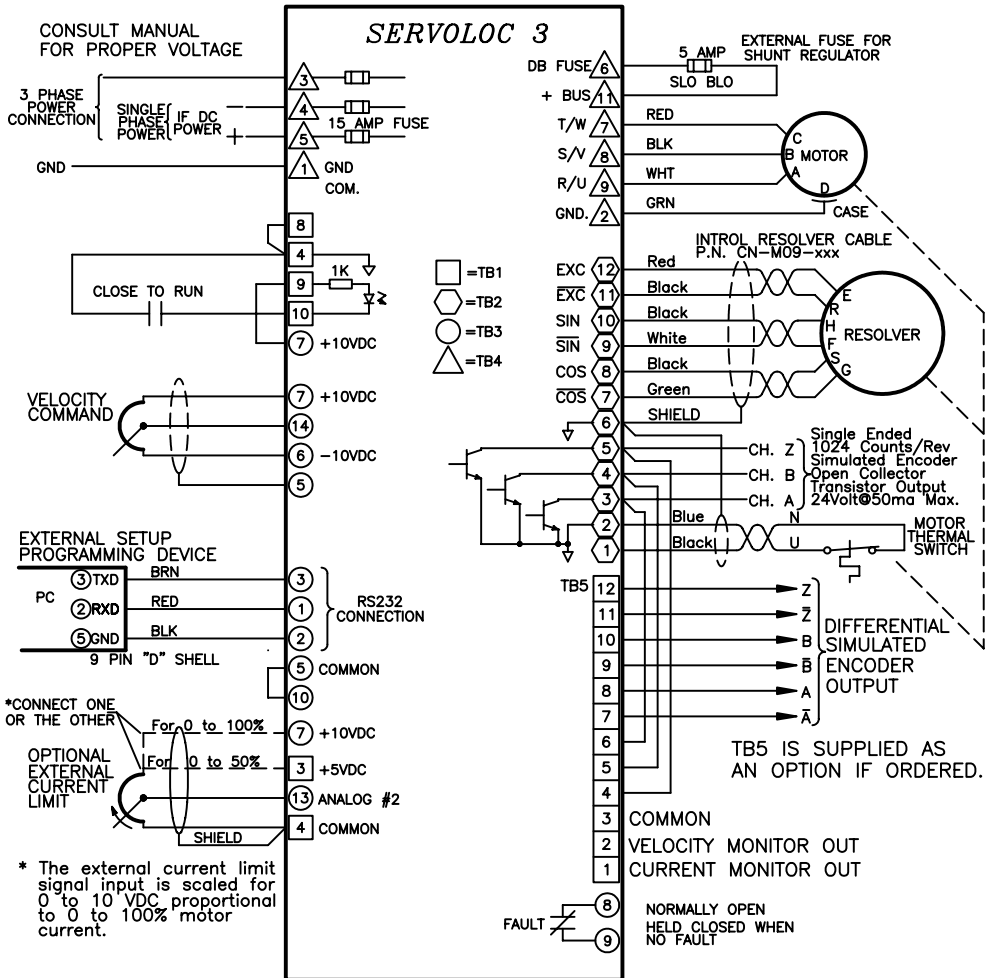 SERVOLOC 3
CONSULT MANUAL
FOR PROPER VOLTAGE
3 PHASE
POWER
CONNECTION
SINGLE
PHASE
POWER
IF DC
POWER
−
+
3
4
5
15 AMP FUSE
GND
1
GND
COM.
8
4
9
1K
10
CLOSE TO RUN
7 +10VDC
VELOCITY
COMMAND
7 +10VDC
14
6 −10VDC
5
EXTERNAL SETUP
PROGRAMMING DEVICE
PC
3 TXD BRN 3
2 RXD RED 1
5 GND BLK 2
9 PIN "D" SHELL
RS232
CONNECTION
5 COMMON
10
*CONNECT ONE
OR THE OTHER
For 0 to 100%
7 +10VDC
For 0 to 50%
3 +5VDC
OPTIONAL
EXTERNAL
CURRENT
LIMIT
13 ANALOG #2
4 COMMON
SHIELD
* The external current limit
signal input is scaled for
0 to 10 VDC proportional
to 0 to 100% motor
current.
=TB1
=TB2
=TB3
=TB4
DB FUSE 6
5 AMP
SLO BLO
EXTERNAL FUSE FOR
SHUNT REGULATOR
+ BUS 11
T/W 7 RED
S/V 8 BLK
R/U 9 WHT
GND. 2 GRN
C
B MOTOR
A
D
CASE
INTROL RESOLVER CABLE
P.N. CN-M09-xxx
EXC 12 Red
EXC 11 Black
SIN 10 Black
SIN 9 White
COS 8 Black
COS 7 Green
6 SHIELD
E
R
H
F
S
G
RESOLVER
5 CH. Z
4 CH. B
3 CH. A
Single Ended
1024 Counts/Rev
Simulated Encoder
Open Collector
Transistor Output
24Volt@50ma Max.
2 Blue N
1 Black U
MOTOR
THERMAL
SWITCH
TB5
12 Z
11 Z̅
10 B
9 B̅
8 A
7 A̅
DIFFERENTIAL
SIMULATED
ENCODER
OUTPUT
6
5
4
TB5 IS SUPPLIED AS
AN OPTION IF ORDERED.
3 COMMON
2 VELOCITY MONITOR OUT
1 CURRENT MONITOR OUT
FAULT
8
9
NORMALLY OPEN
HELD CLOSED WHEN
NO FAULT